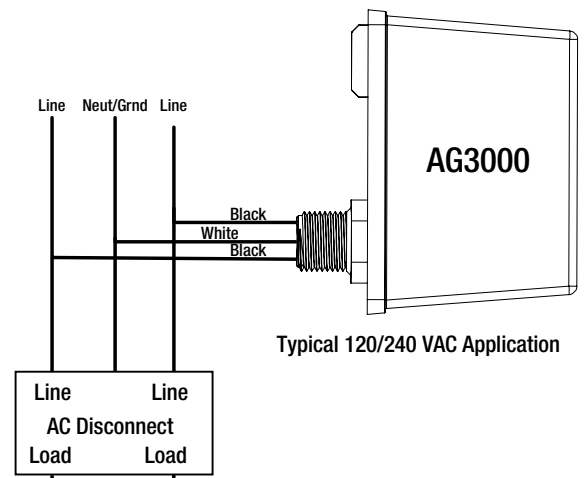 Line Neut/Grnd Line
AG3000
Black
White
Black
Typical 120/240 VAC Application
Line Line
AC Disconnect
Load Load